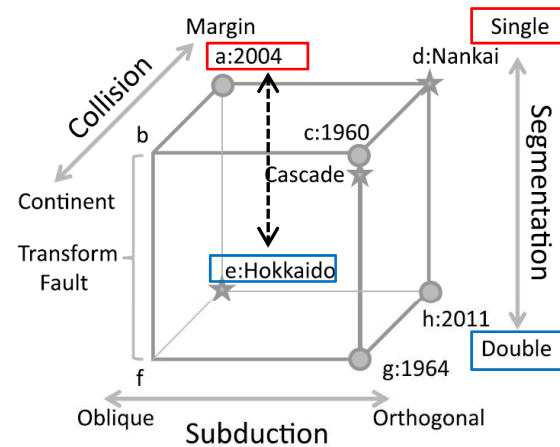 Margin
Single
a:2004
d:Nankai
Collision
b
c:1960
Cascade
Segmentation
Continent
Transform
Fault
e:Hokkaido
h:2011
Double
f
g:1964
Oblique
Orthogonal
Subduction